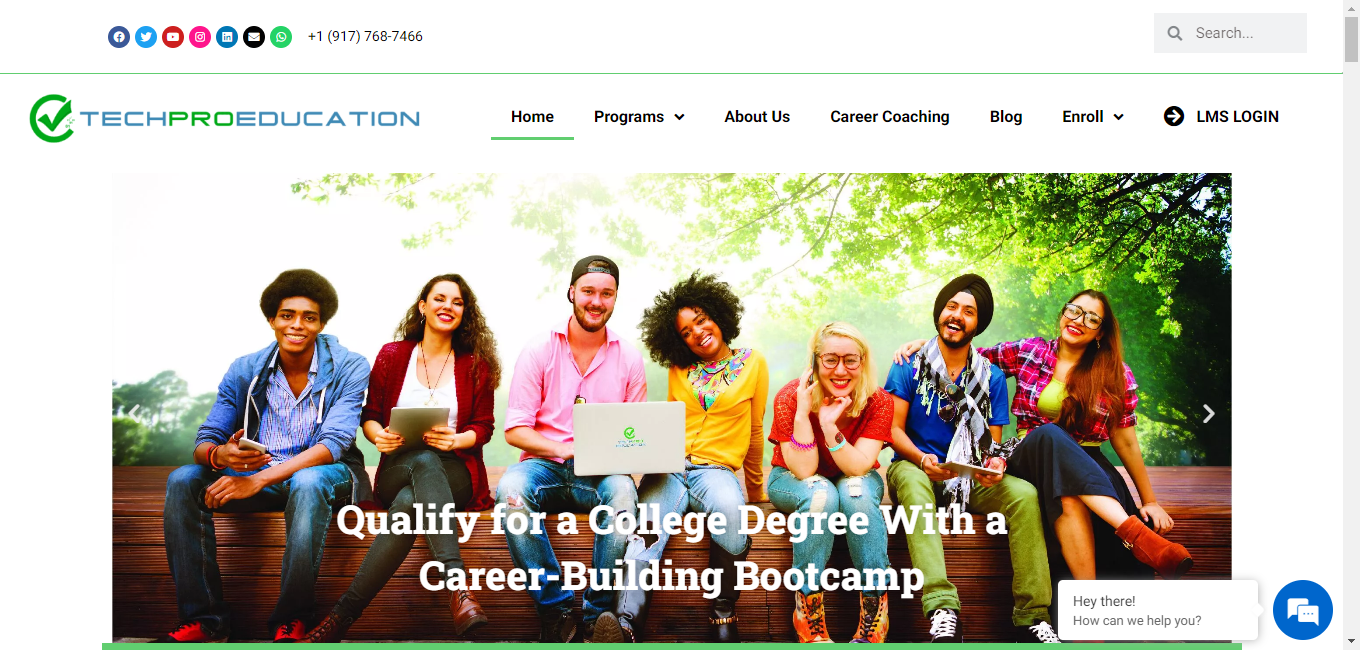 +1 (917) 768-7466
Search...
TECHPROEDUCATION
Home Programs About Us Career Coaching Blog Enroll LMS LOGIN
Qualify for a College Degree With a
Career-Building Bootcamp
Hey there!
How can we help you?